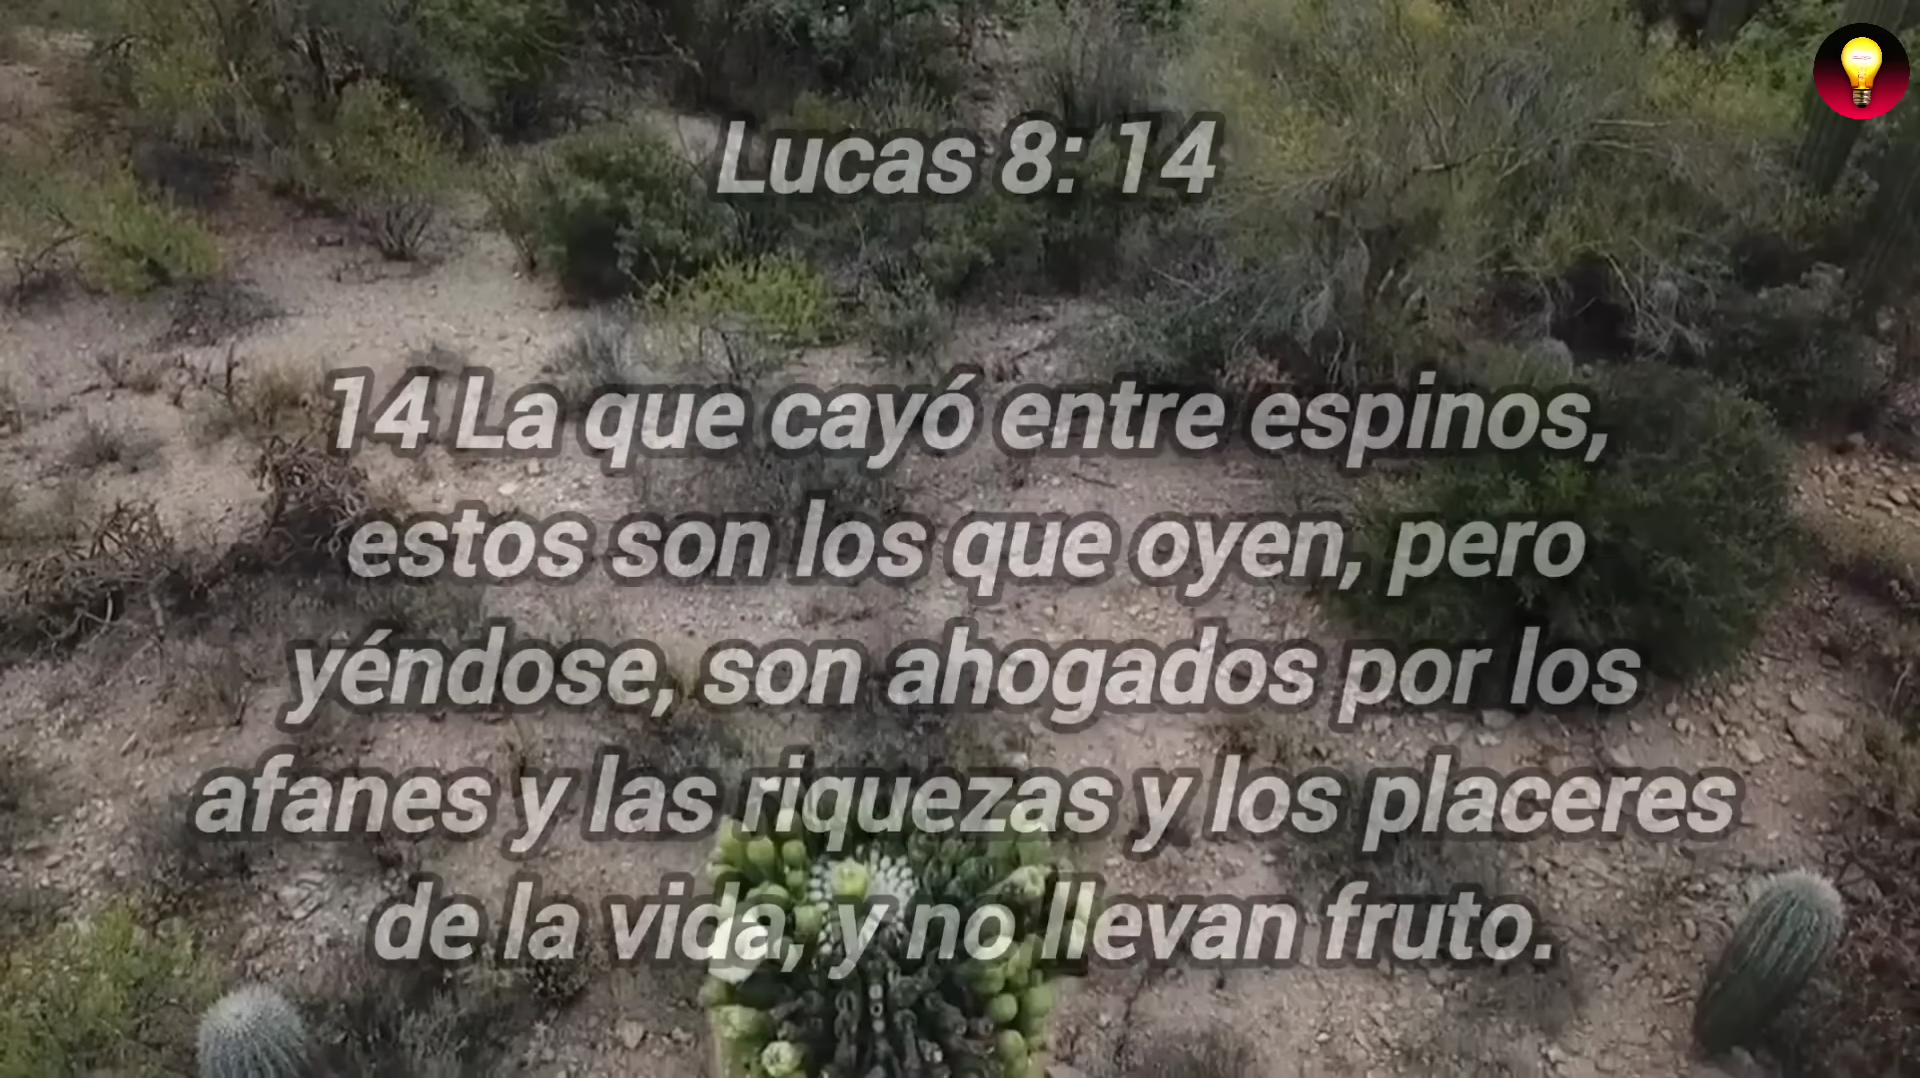 Lucas 8: 14
14 La que cayó entre espinos,
estos son los que oyen, pero
yéndose, son ahogados por los
afanes y las riquezas y los placeres
de la vida, y no llevan fruto.